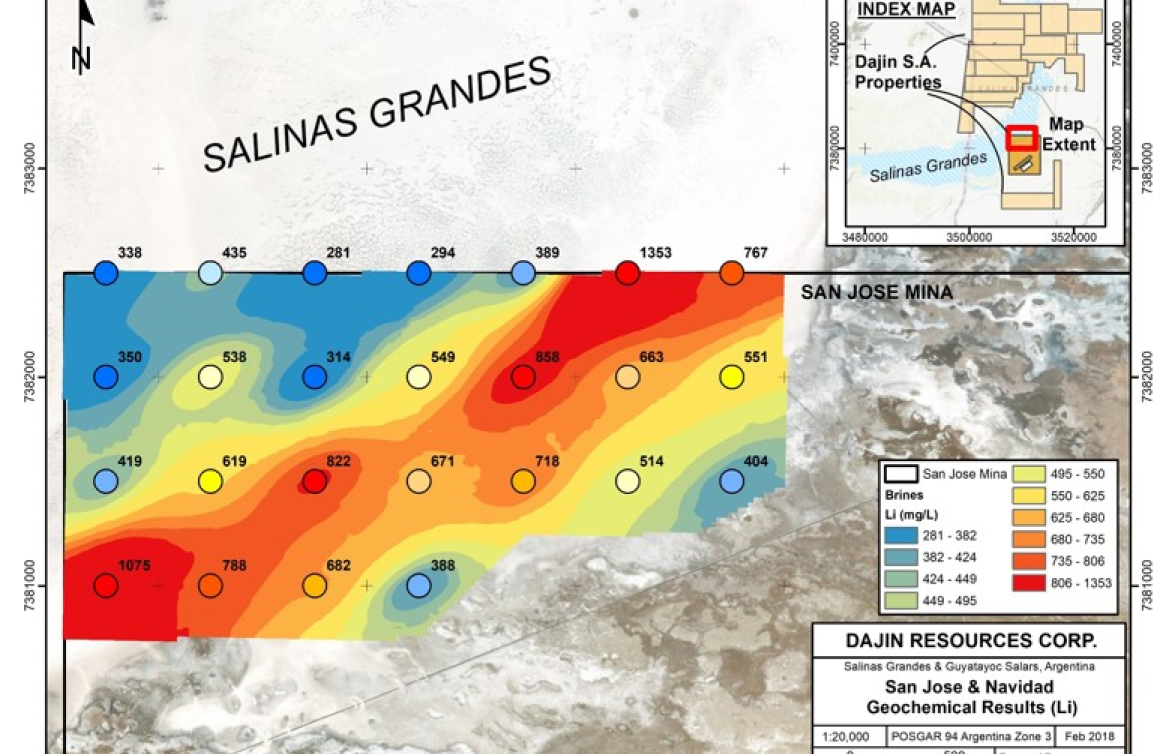 N
SALINAS GRANDES
INDEX MAP
Dajin S.A.
Properties
Map
Extent
Salinas Grandes
7400000
7400000
7380000
7380000
3480000
3500000
3520000
7383000
7383000
338
435
281
294
389
1353
767
SAN JOSE MINA
350
538
314
549
858
663
551
7382000
7382000
419
619
822
671
718
514
404
1075
788
682
388
7381000
7381000
San Jose Mina
Brines
Li (mg/L)
281 - 382
382 - 424
424 - 449
449 - 495
495 - 550
550 - 625
625 - 680
680 - 735
735 - 806
806 - 1353
DAJIN RESOURCES CORP.
Salinas Grandes & Guyatayoc Salars, Argentina
San Jose & Navidad
Geochemical Results (Li)
1:20,000
POSGAR 94 Argentina Zone 3
Feb 2018